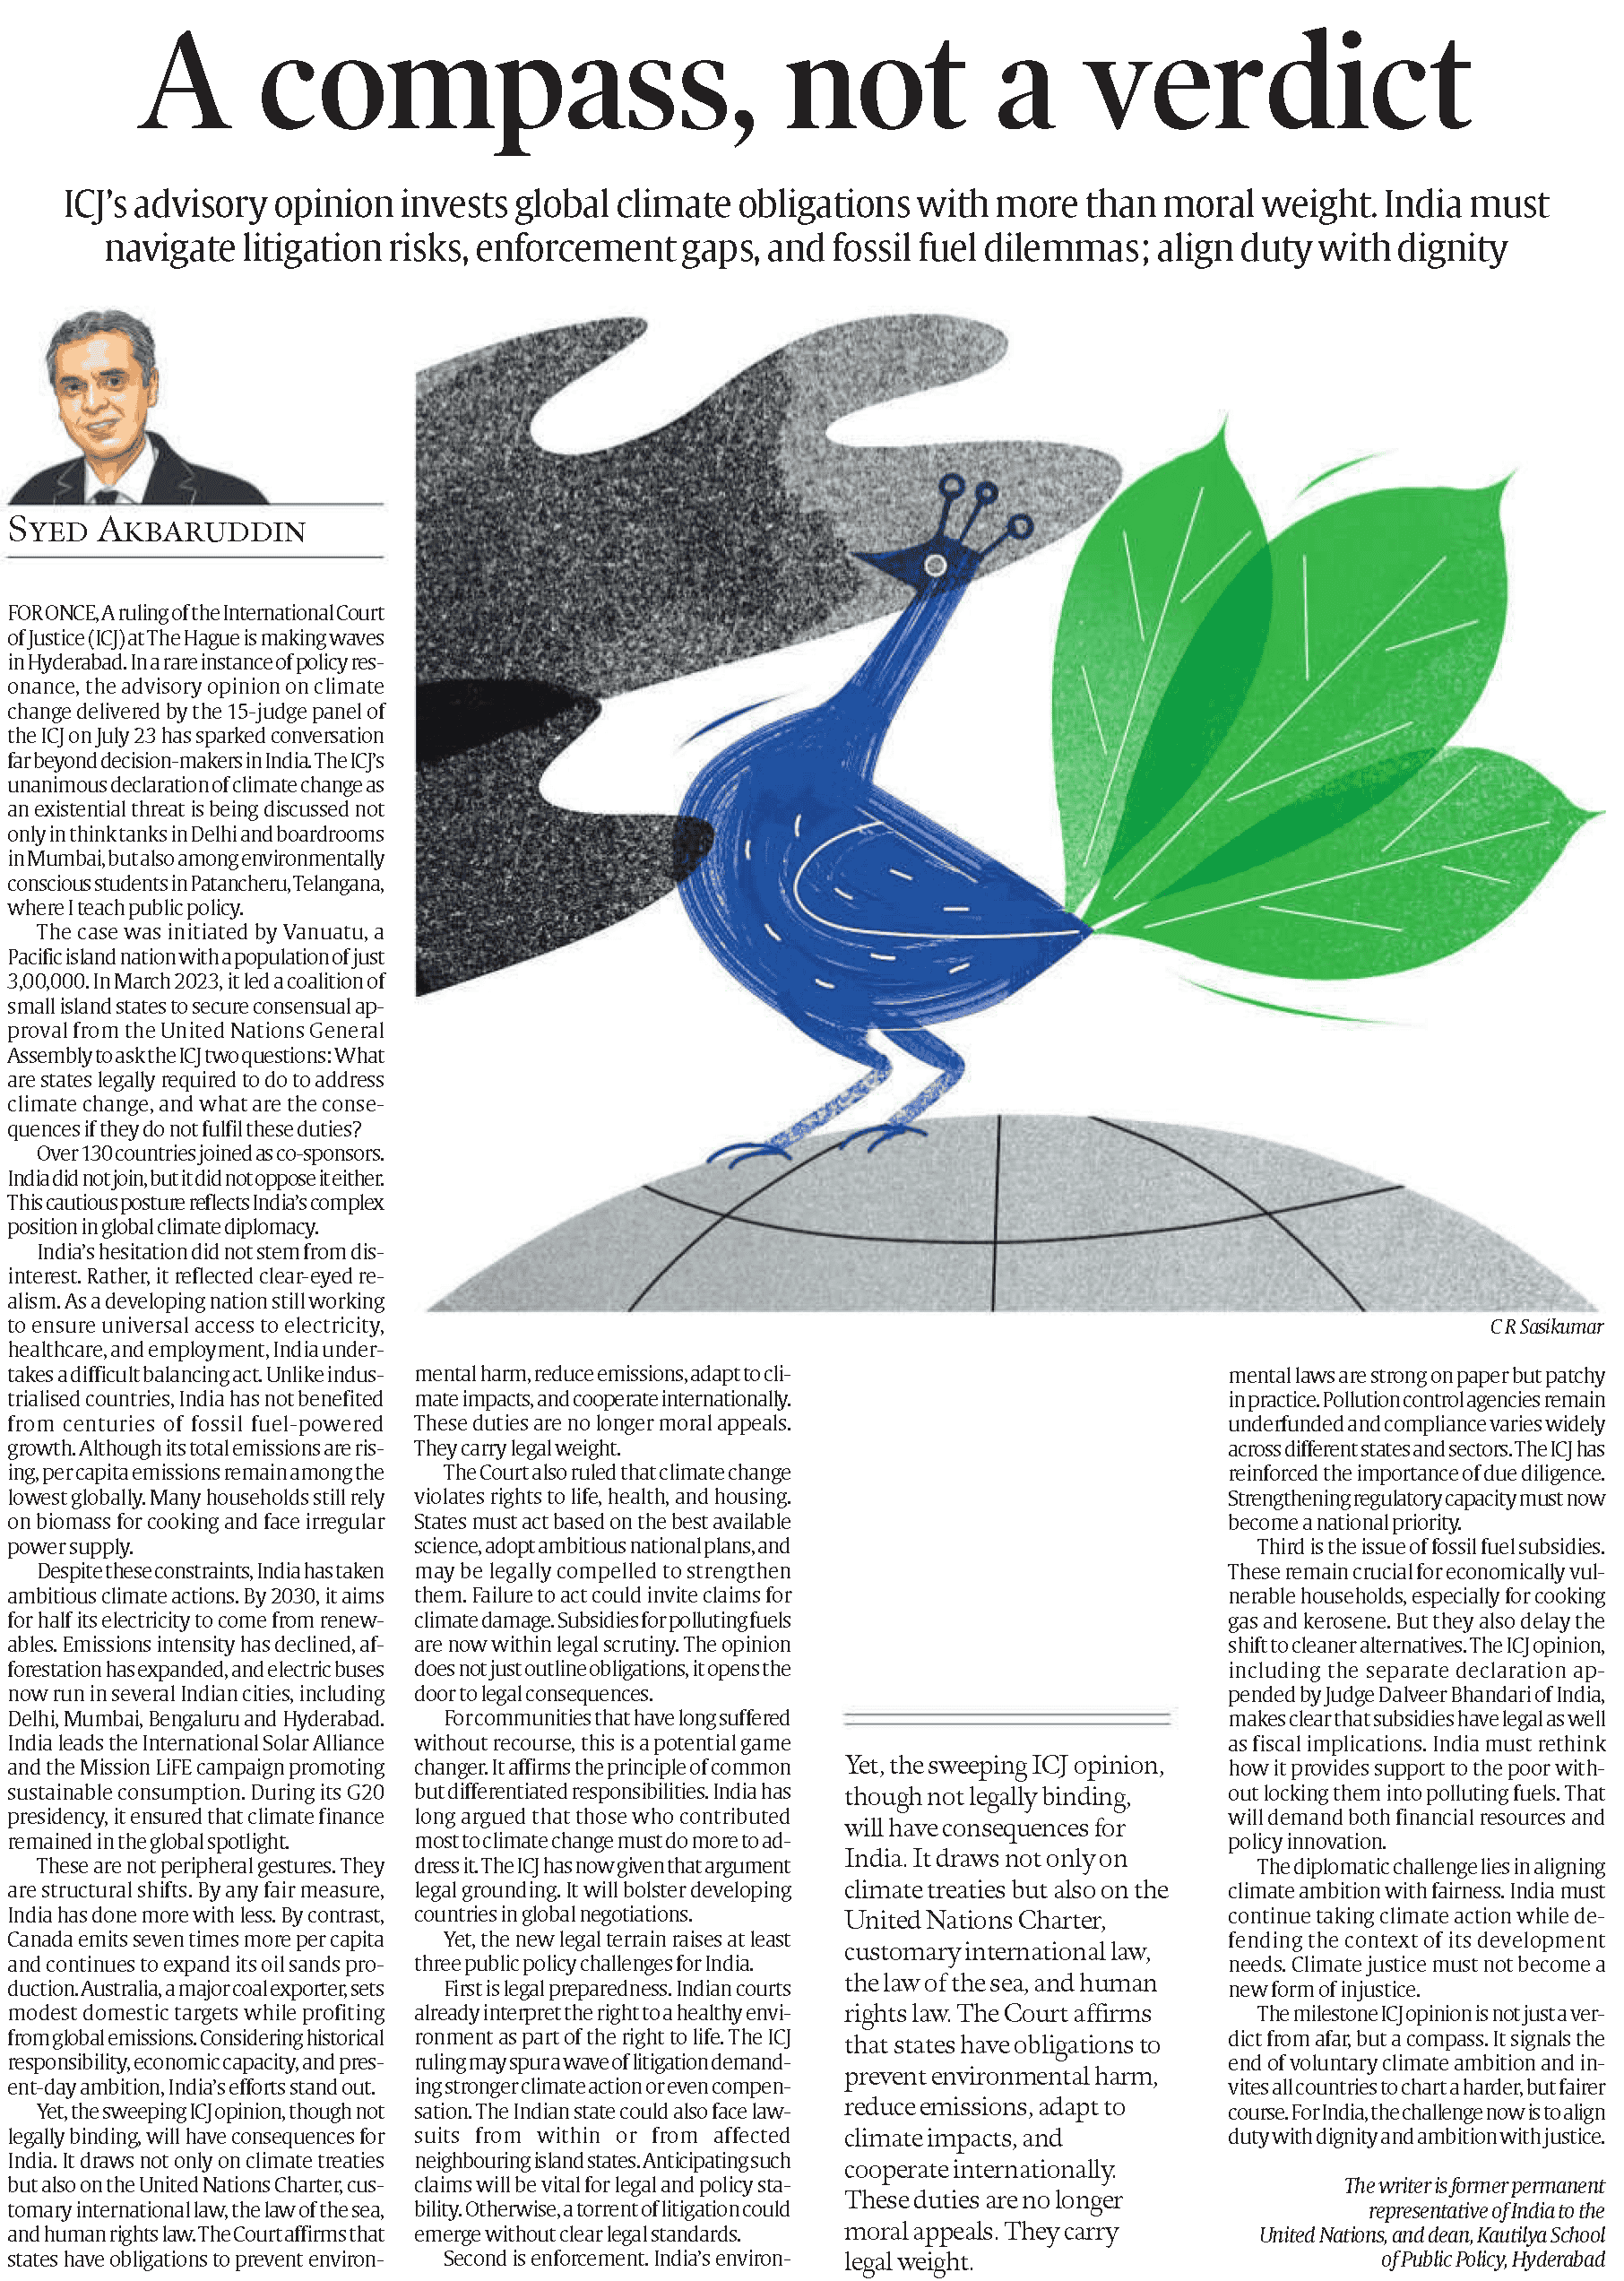 A compass, not a verdict
ICJ's advisory opinion invests global climate obligations with more than moral weight. India must
navigate litigation risks, enforcement gaps, and fossil fuel dilemmas; align duty with dignity
SYED AKBARUDDIN
FOR ONCE, A ruling of the International Court
of Justice (ICJ) at The Hague is making waves
in Hyderabad. In a rare instance of policy res-
onance, the advisory opinion on climate
change delivered by the 15-judge panel of
the ICJ on July 23 has sparked conversation
far beyond decision-makers in India. The ICJ's
unanimous declaration of climate change as
an existential threat is being discussed not
only in think tanks in Delhi and boardrooms
in Mumbai, but also among environmentally
conscious students in Patancheru, Telangana,
where I teach public policy.
The case was initiated by Vanuatu, a
Pacific island nation with a population of just
3,00,000. In March 2023, it led a coalition of
small island states to secure consensual ap-
proval from the United Nations General
Assembly to ask the ICJ two questions: What
are states legally required to do to address
climate change, and what are the conse-
quences if they do not fulfil these duties?
Over 130 countries joined as co-sponsors.
India did not join, but it did not oppose it either.
This cautious posture reflects India's complex
position in global climate diplomacy.
India's hesitation did not stem from dis-
interest. Rather, it reflected clear-eyed re-
alism. As a developing nation still working
to ensure universal access to electricity,
healthcare, and employment, India under-
takes a difficult balancing act. Unlike indus-
trialised countries, India has not benefited
from centuries of fossil fuel-powered
growth. Although its total emissions are ris-
ing, per capita emissions remain among the
lowest globally. Many households still rely
on biomass for cooking and face irregular
power supply.
Despite these constraints, India has taken
ambitious climate actions. By 2030, it aims
for half its electricity to come from renew-
ables. Emissions intensity has declined, af-
forestation has expanded, and electric buses
now run in several Indian cities, including
Delhi, Mumbai, Bengaluru and Hyderabad.
India leads the International Solar Alliance
and the Mission LiFE campaign promoting
sustainable consumption. During its G20
presidency, it ensured that climate finance
remained in the global spotlight.
These are not peripheral gestures. They
are structural shifts. By any fair measure,
India has done more with less. By contrast,
Canada emits seven times more per capita
and continues to expand its oil sands pro-
duction. Australia, a major coal exporter, sets
modest domestic targets while profiting
from global emissions. Considering historical
responsibility, economic capacity, and pres-
ent-day ambition, India's efforts stand out.
Yet, the sweeping ICJ opinion, though not
legally binding, will have consequences for
India. It draws not only on climate treaties
but also on the United Nations Charter, cus-
tomary international law, the law of the sea,
and human rights law. The Court affirms that
states have obligations to prevent environ-
C R Sasikumar
mental harm, reduce emissions, adapt to cli-
mate impacts, and cooperate internationally.
These duties are no longer moral appeals.
They carry legal weight.
The Court also ruled that climate change
violates rights to life, health, and housing.
States must act based on the best available
science, adopt ambitious national plans, and
may be legally compelled to strengthen
them. Failure to act could invite claims for
climate damage. Subsidies for polluting fuels
are now within legal scrutiny. The opinion
does not just outline obligations, it opens the
door to legal consequences.
For communities that have long suffered
without recourse, this is a potential game
changer. It affirms the principle of common
but differentiated responsibilities. India has
long argued that those who contributed
most to climate change must do more to ad-
dress it. The ICJ has now given that argument
legal grounding. It will bolster developing
countries in global negotiations.
Yet, the new legal terrain raises at least
three public policy challenges for India.
First is legal preparedness. Indian courts
already interpret the right to a healthy envi-
ronment as part of the right to life. The ICJ
ruling may spur a wave of litigation demand-
ing stronger climate action or even compen-
sation. The Indian state could also face law-
suits from within or from affected
neighbouring island states. Anticipating such
claims will be vital for legal and policy sta-
bility. Otherwise, a torrent of litigation could
emerge without clear legal standards.
Second is enforcement. India's environ-
Yet, the sweeping ICJ opinion,
though not legally binding,
will have consequences for
India. It draws not only on
climate treaties but also on the
United Nations Charter,
customary international law,
the law of the sea, and human
rights law. The Court affirms
that states have obligations to
prevent environmental harm,
reduce emissions, adapt to
climate impacts, and
cooperate internationally.
These duties are no longer
moral appeals. They carry
legal weight.
mental laws are strong on paper but patchy
in practice. Pollution control agencies remain
underfunded and compliance varies widely
across different states and sectors. The ICJ has
reinforced the importance of due diligence.
Strengthening regulatory capacity must now
become a national priority.
Third is the issue of fossil fuel subsidies.
These remain crucial for economically vul-
nerable households, especially for cooking
gas and kerosene. But they also delay the
shift to cleaner alternatives. The ICJ opinion,
including the separate declaration ap-
pended by Judge Dalveer Bhandari of India,
makes clear that subsidies have legal as well
as fiscal implications. India must rethink
how it provides support to the poor with-
out locking them into polluting fuels. That
will demand both financial resources and
policy innovation.
The diplomatic challenge lies in aligning
climate ambition with fairness. India must
continue taking climate action while de-
fending the context of its development
needs. Climate justice must not become a
new form of injustice.
The milestone ICJ opinion is not just a ver-
dict from afar, but a compass. It signals the
end of voluntary climate ambition and in-
vites all countries to chart a harder, but fairer
course. For India, the challenge now is to align
duty with dignity and ambition with justice.
The writer is former permanent
representative of India to the
United Nations, and dean, Kautilya School
of Public Policy, Hyderabad